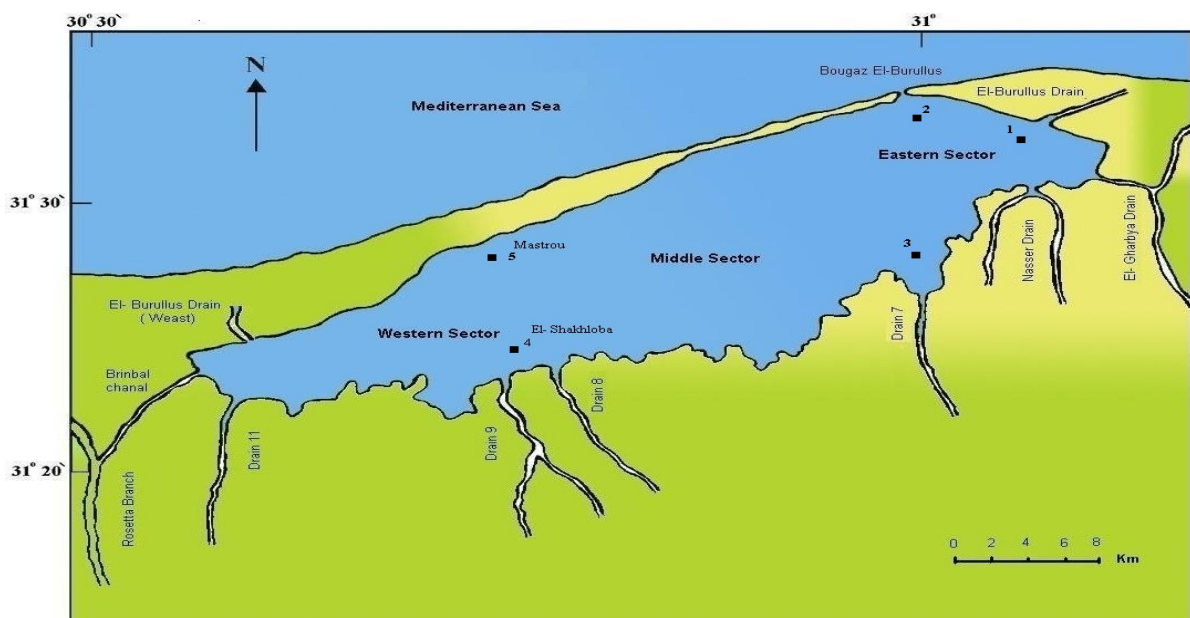 30° 30`
31°
N
Bougaz El-Burullus
El-Burullus Drain
Mediterranean Sea
2
1
Eastern Sector
31° 30`
Mastrou
5
3
Middle Sector
Nasser Drain
El- Gharbya Drain
El- Burullus Drain
( Weast)
El- Shakhloba
4
Western Sector
Drain 7
Brinbal
chanal
Drain 8
Drain 9
Drain 11
31° 20`
Rosetta Branch
0 2 4 6 8
Km